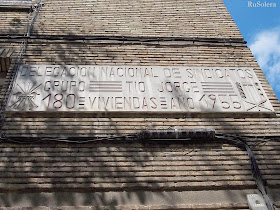 RuSolera
DELEGACION NACIONAL DE SINDICATOS
GRUPO = TIO JORGE
180 = VIVIENDAS = AÑO 1955